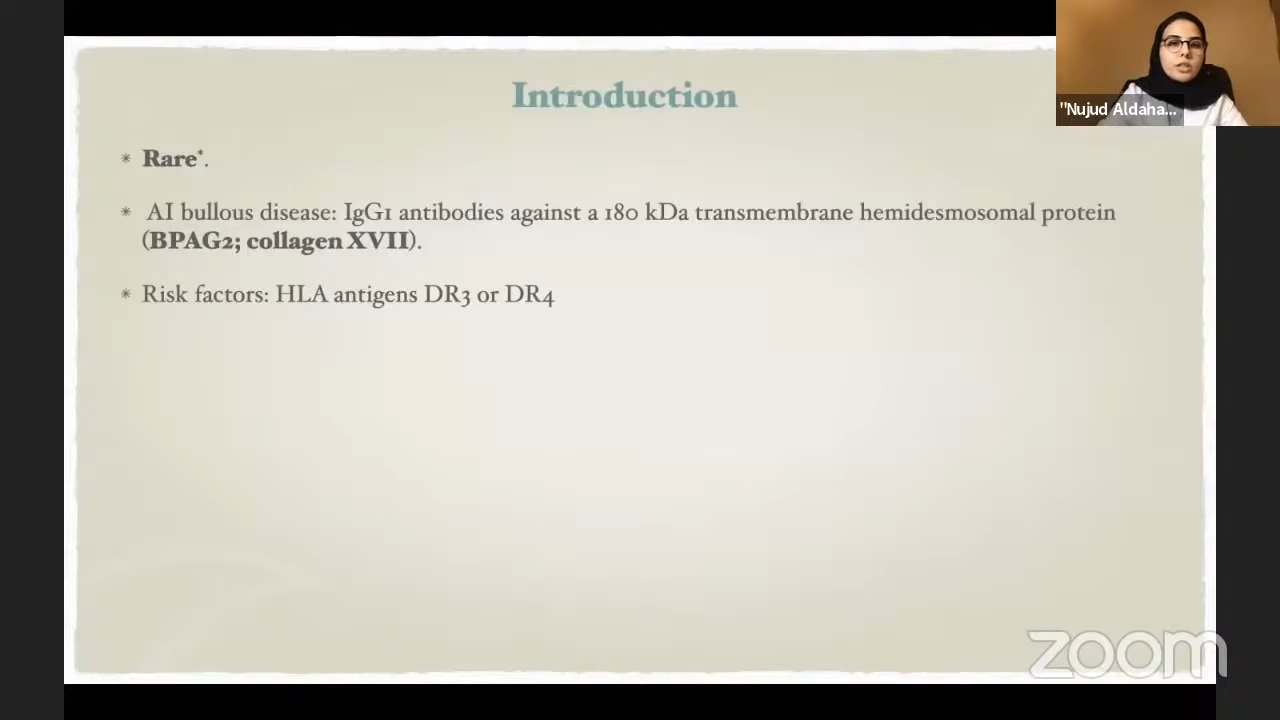 Introduction
"Nujud Aldaha...
* Rare*.
* AI bullous disease: IgG1 antibodies against a 180 kDa transmembrane hemidesmosomal protein
(BPAG2; collagen XVII).
* Risk factors: HLA antigens DR3 or DR4
zoom